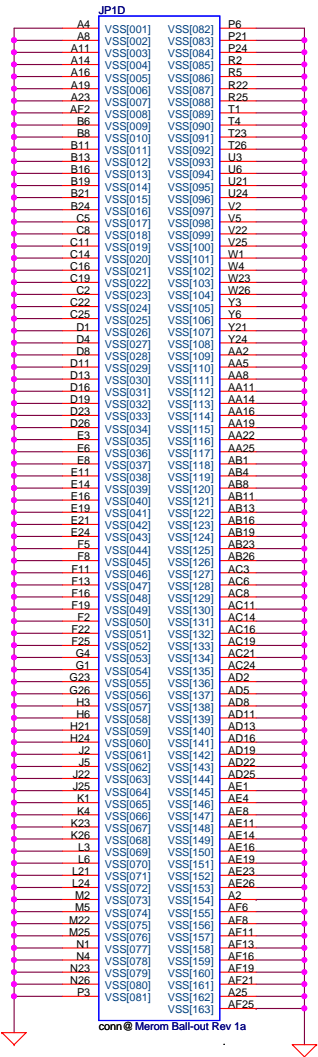 JP1D
A4 VSS[001] VSS[082] P6
A8 VSS[002] VSS[083] P21
A11 VSS[003] VSS[084] P24
A14 VSS[004] VSS[085] R2
A16 VSS[005] VSS[086] R5
A19 VSS[006] VSS[087] R22
A23 VSS[007] VSS[088] R25
AF2 VSS[008] VSS[089] T1
B6 VSS[009] VSS[090] T4
B8 VSS[010] VSS[091] T23
B11 VSS[011] VSS[092] T26
B13 VSS[012] VSS[093] U3
B16 VSS[013] VSS[094] U6
B19 VSS[014] VSS[095] U21
B21 VSS[015] VSS[096] U24
B24 VSS[016] VSS[097] V2
C5 VSS[017] VSS[098] V5
C8 VSS[018] VSS[099] V22
C11 VSS[019] VSS[100] V25
C14 VSS[020] VSS[101] W1
C16 VSS[021] VSS[102] W4
C19 VSS[022] VSS[103] W23
C2 VSS[023] VSS[104] W26
C22 VSS[024] VSS[105] Y3
C25 VSS[025] VSS[106] Y6
D1 VSS[026] VSS[107] Y21
D4 VSS[027] VSS[108] Y24
D8 VSS[028] VSS[109] AA2
D11 VSS[029] VSS[110] AA5
D13 VSS[030] VSS[111] AA8
D16 VSS[031] VSS[112] AA11
D19 VSS[032] VSS[113] AA14
D23 VSS[033] VSS[114] AA16
D26 VSS[034] VSS[115] AA19
E3 VSS[035] VSS[116] AA22
E6 VSS[036] VSS[117] AA25
E8 VSS[037] VSS[118] AB1
E11 VSS[038] VSS[119] AB4
E14 VSS[039] VSS[120] AB8
E16 VSS[040] VSS[121] AB11
E19 VSS[041] VSS[122] AB13
E21 VSS[042] VSS[123] AB16
E24 VSS[043] VSS[124] AB19
F5 VSS[044] VSS[125] AB23
F8 VSS[045] VSS[126] AB26
F11 VSS[046] VSS[127] AC3
F13 VSS[047] VSS[128] AC6
F16 VSS[048] VSS[129] AC8
F19 VSS[049] VSS[130] AC11
F2 VSS[050] VSS[131] AC14
F22 VSS[051] VSS[132] AC16
F25 VSS[052] VSS[133] AC19
G4 VSS[053] VSS[134] AC21
G1 VSS[054] VSS[135] AC24
G23 VSS[055] VSS[136] AD2
G26 VSS[056] VSS[137] AD5
H3 VSS[057] VSS[138] AD8
H6 VSS[058] VSS[139] AD11
H21 VSS[059] VSS[140] AD13
H24 VSS[060] VSS[141] AD16
J2 VSS[061] VSS[142] AD19
J5 VSS[062] VSS[143] AD22
J22 VSS[063] VSS[144] AD25
J25 VSS[064] VSS[145] AE1
K1 VSS[065] VSS[146] AE4
K4 VSS[066] VSS[147] AE8
K23 VSS[067] VSS[148] AE11
K26 VSS[068] VSS[149] AE14
L3 VSS[069] VSS[150] AE16
L6 VSS[070] VSS[151] AE19
L21 VSS[071] VSS[152] AE23
L24 VSS[072] VSS[153] AE26
M2 VSS[073] VSS[154] A2
M5 VSS[074] VSS[155] AF6
M22 VSS[075] VSS[156] AF8
M25 VSS[076] VSS[157] AF11
N1 VSS[077] VSS[158] AF13
N4 VSS[078] VSS[159] AF16
N23 VSS[079] VSS[160] AF19
N26 VSS[080] VSS[161] AF21
P3 VSS[081] VSS[162] A25
VSS[163] AF25
conn@ Merom Ball-out Rev 1a
.